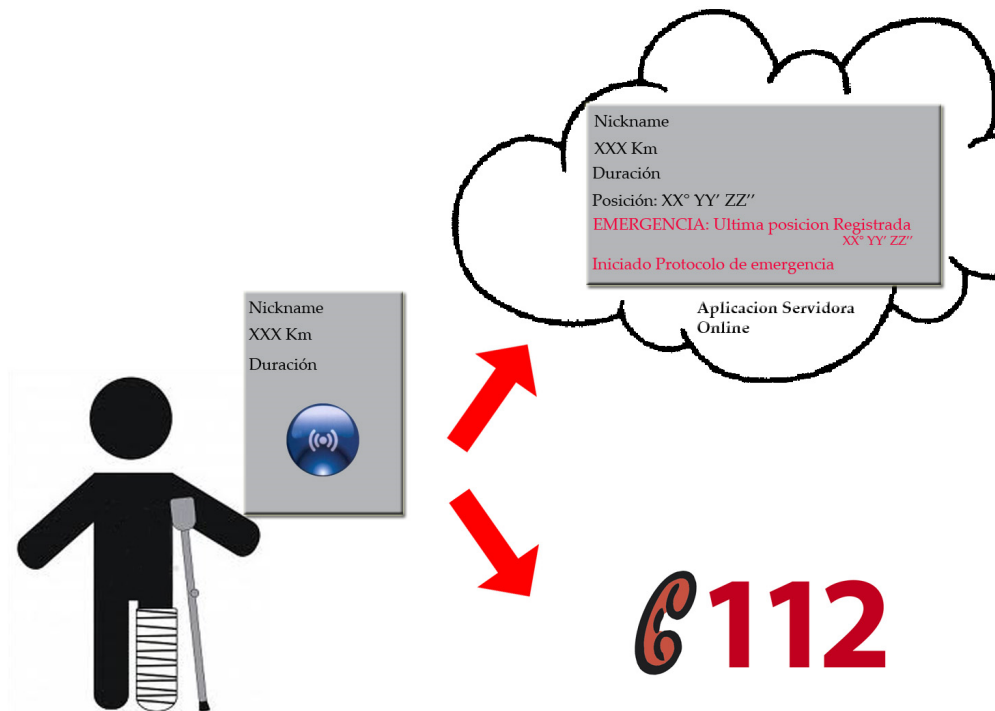 Nickname
XXX Km
Duración
Posición: XX° YY' ZZ''
EMERGENCIA: Ultima posicion Registrada
XX° YY' ZZ''
Iniciado Protocolo de emergencia
Aplicacion Servidora
Online
Nickname
XXX Km
Duración
112